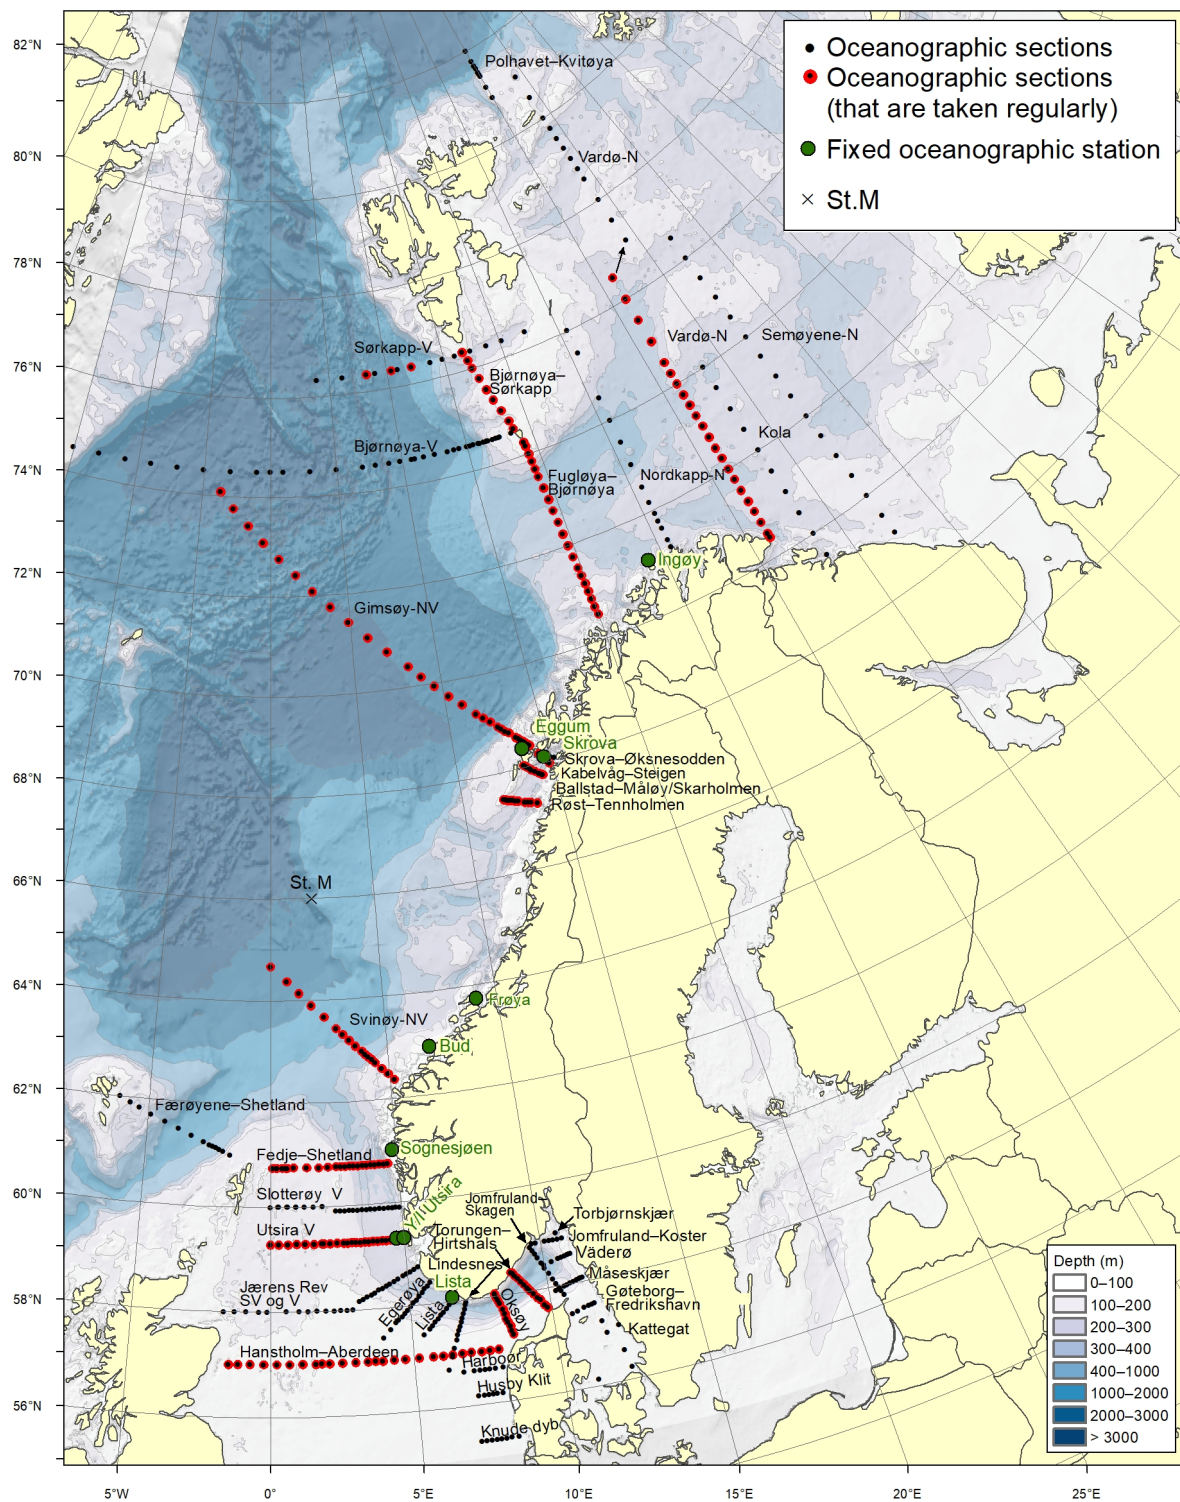 82°N
80°N
78°N
76°N
74°N
72°N
70°N
68°N
66°N
64°N
62°N
60°N
58°N
56°N
Oceanographic sections
Oceanographic sections
(that are taken regularly)
Fixed oceanographic station
St.M
Polhavet–Kvitøya
Vardø-N
Sørkapp-V
Vardø-N
Semøyene-N
Bjørnøya–
Sørkapp
Bjørnøya-V
Kola
Fugløya–
Bjørnøya
Nordkapp-N
Ingøy
Gimsøy-NV
Eggum
Skrova
Skrova–Øksnesodden
Kabelvåg–Steigen
Ballstad–Måløy/Skarholmen
Røst–Tennholmen
St. M
Frøya
Svinøy-NV
Bud
Færøyene–Shetland
Fedje–Shetland
Sognesjøen
Slotterøy V
Y/I Utsira
Utsira V
Jomfruland–
Skagen
Torbjørnskjær
Torungen–
Hirtshals
Jomfruland–Koster
Väderø
Lindesnes
Måseskjær
Lista
Jærens Rev
SV og V
Egerøya
Lista
Oksøy
Göteborg–
Fredrikshavn
Kattegat
Hanstholm–Aberdeen
Harboør
Husby Klit
Knude dyb
Depth (m)
0–100
100–200
200–300
300–400
400–1000
1000–2000
2000–3000
> 3000
5°W
0°
5°E
10°E
15°E
20°E
25°E